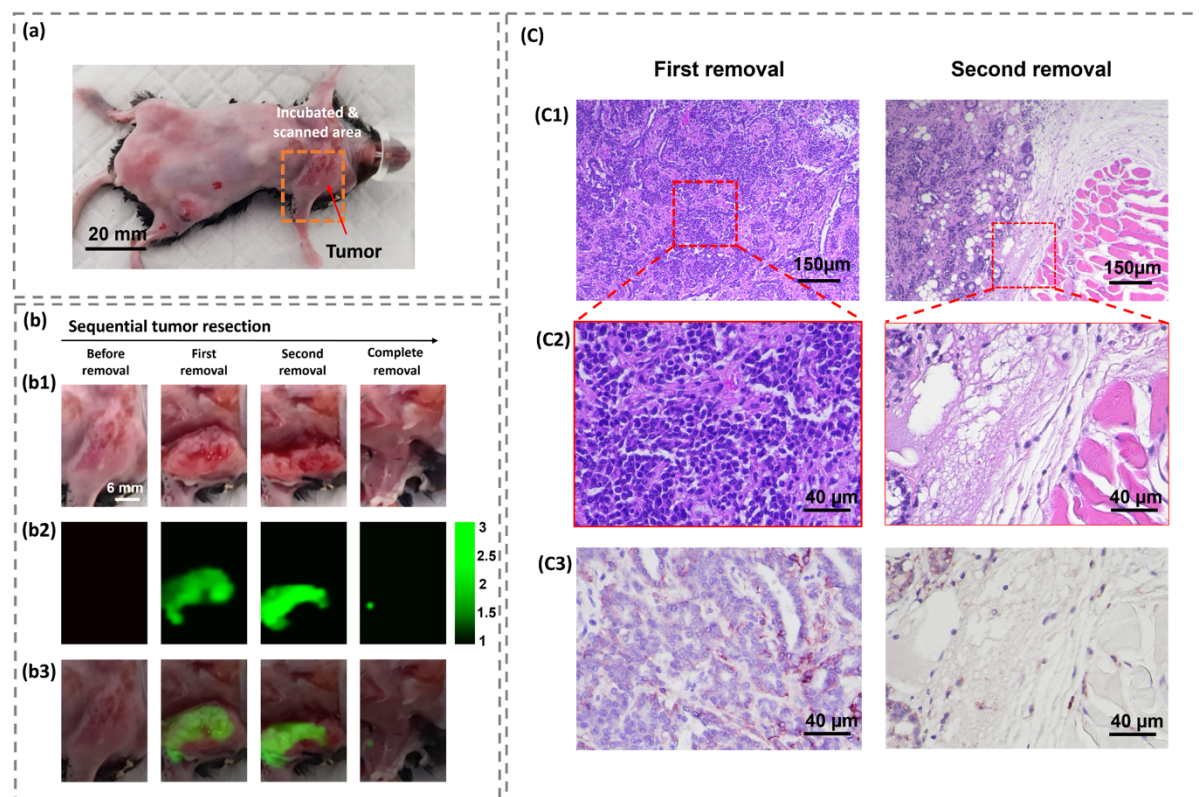 (a)
Incubated &
scanned area
20 mm
Tumor
(b)
Sequential tumor resection
Before
removal
First
removal
Second
removal
Complete
removal
(b1)
6 mm
(b2)
3
2.5
2
1.5
1
(b3)
(C)
First removal
Second removal
(C1)
150μm
150μm
(C2)
40 μm
40 μm
(C3)
40 μm
40 μm